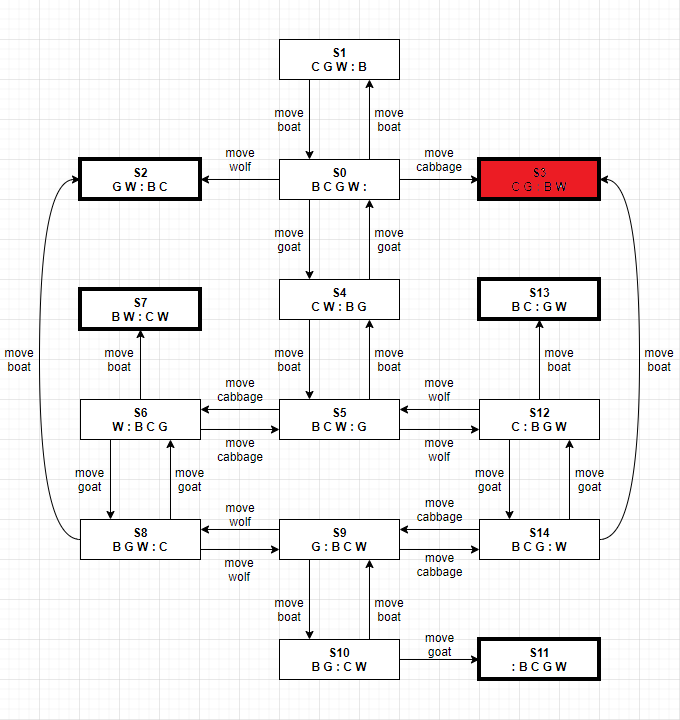 S1
C G W : B
move
boat
move
boat
S2
G W : B C
move
wolf
S0
B C G W :
move
cabbage
S3
C G : B W
move
goat
move
goat
S7
B W : C W
S4
C W : B G
S13
B C : G W
move
boat
move
boat
move
boat
move
boat
move
boat
move
boat
S6
W : B C G
move
cabbage
move
cabbage
S5
B C W : G
move
wolf
move
wolf
S12
C : B G W
move
goat
move
goat
move
goat
move
goat
S8
B G W : C
move
wolf
move
wolf
S9
G : B C W
move
cabbage
move
cabbage
S14
B C G : W
move
boat
move
boat
S10
B G : C W
move
goat
S11
: B C G W